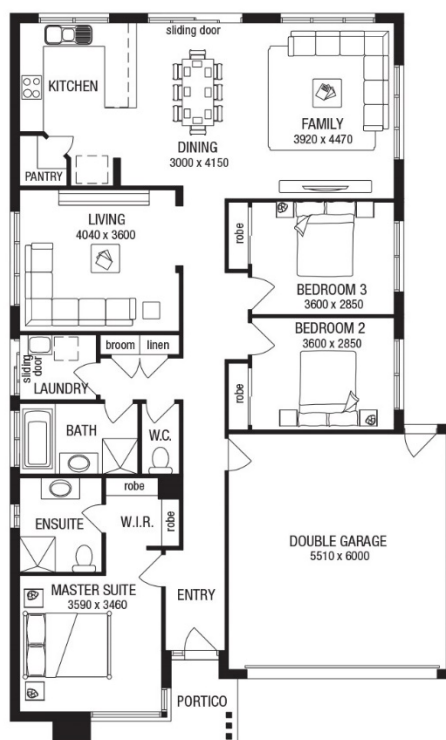 sliding door
KITCHEN
DINING
3000 x 4150
FAMILY
3920 x 4470
PANTRY
LIVING
4040 x 3600
robe
BEDROOM 3
3600 x 2850
BEDROOM 2
3600 x 2850
robe
broom
linen
sliding
door
LAUNDRY
BATH
W.C.
robe
ENSUITE
W.I.R.
robe
DOUBLE GARAGE
5510 x 6000
MASTER SUITE
3590 x 3460
ENTRY
PORTICO